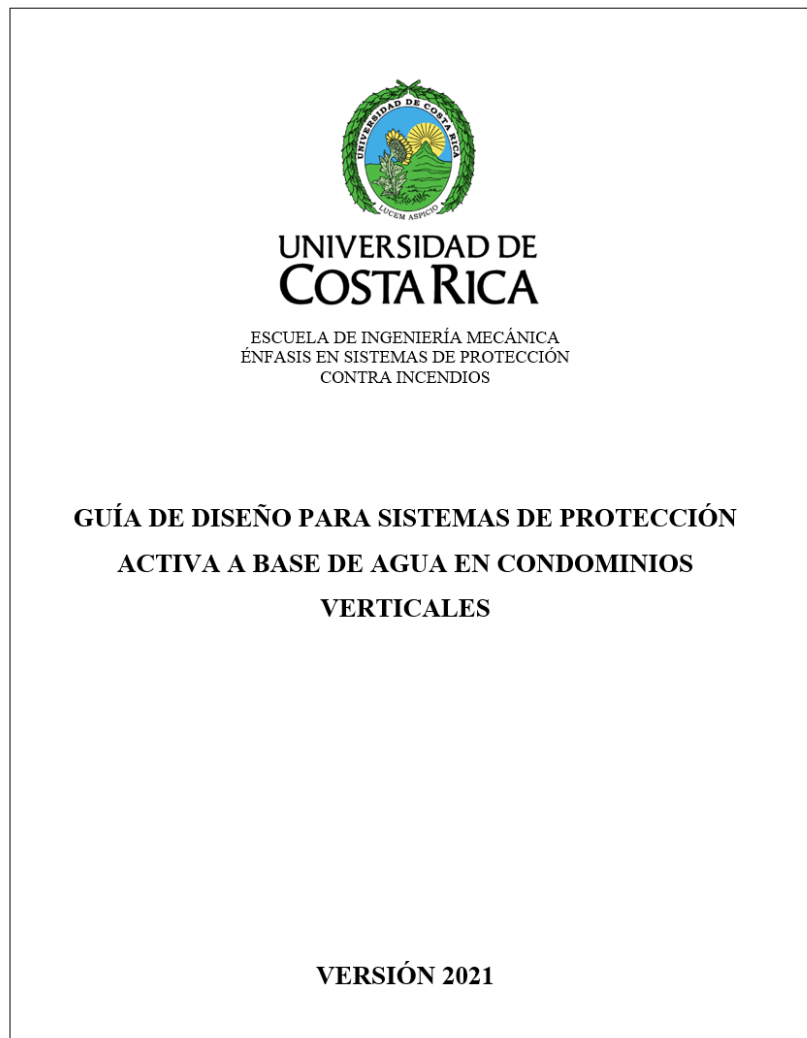 UNIVERSIDAD DE COSTA RICA
LUCEM ASPICIO
UNIVERSIDAD DE
COSTA RICA
ESCUELA DE INGENIERÍA MECÁNICA
ÉNFASIS EN SISTEMAS DE PROTECCIÓN
CONTRA INCENDIOS
GUÍA DE DISEÑO PARA SISTEMAS DE PROTECCIÓN
ACTIVA A BASE DE AGUA EN CONDOMINIOS
VERTICALES
VERSIÓN 2021